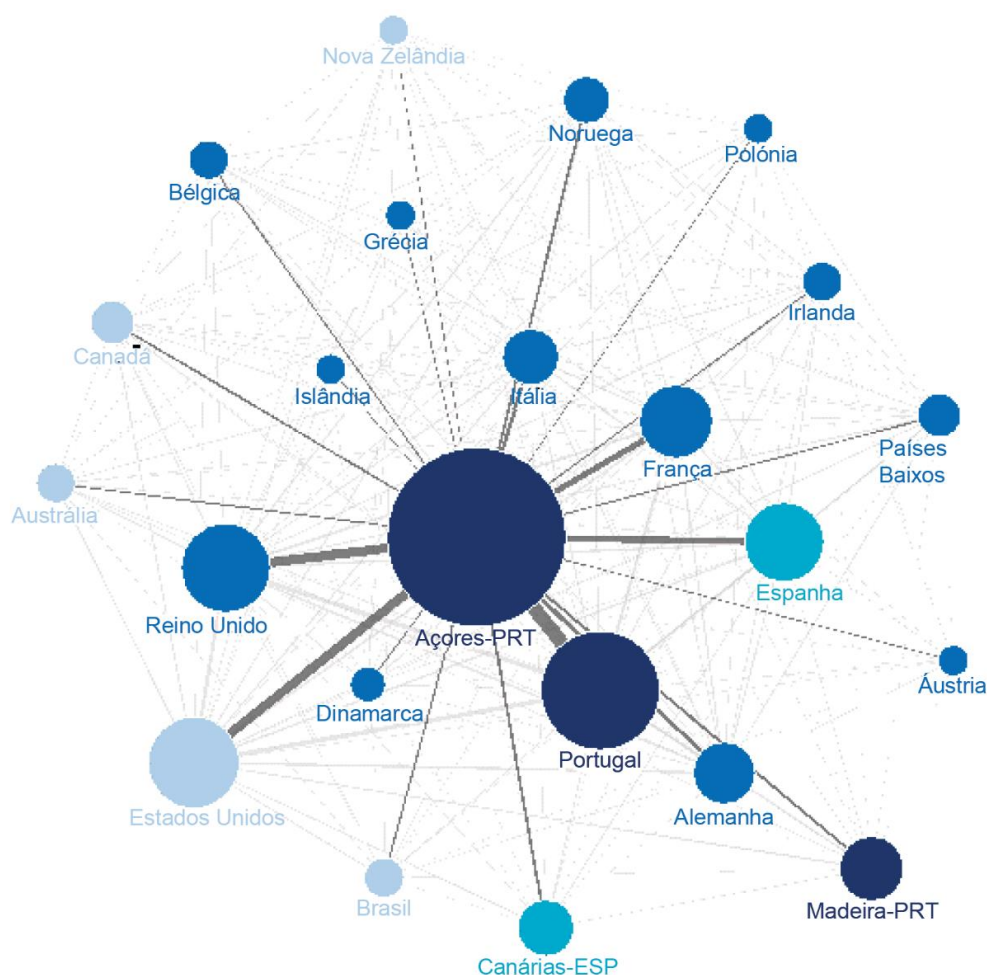 Nova Zelândia
Noruega
Polónia
Bélgica
Grécia
Irlanda
Canadá
Islândia
Itália
França
Países
Baixos
Austrália
Espanha
Reino Unido
Açores-PRT
Áustria
Dinamarca
Portugal
Estados Unidos
Alemanha
Brasil
Madeira-PRT
Canárias-ESP